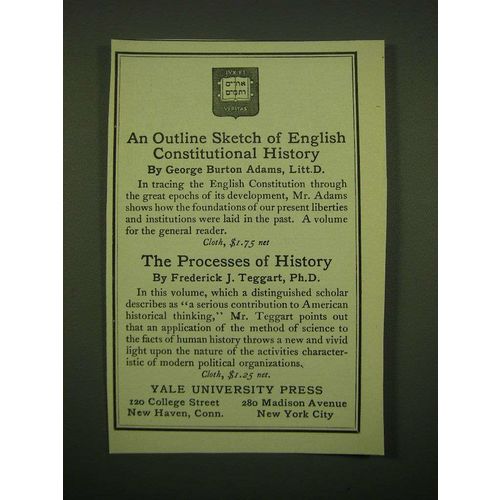 LVX ET
אורים
ותמים
VERITAS
An Outline Sketch of English
Constitutional History
By George Burton Adams, Litt.D.
In tracing the English Constitution through
the great epochs of its development, Mr. Adams
shows how the foundations of our present liberties
and institutions were laid in the past. A volume
for the general reader.
Cloth, $1.75 net
The Processes of History
By Frederick J. Teggart, Ph.D.
In this volume, which a distinguished scholar
describes as "a serious contribution to American
historical thinking," Mr. Teggart points out
that an application of the method of science to
the facts of human history throws a new and vivid
light upon the nature of the activities character-
istic of modern political organizations.
Cloth, $1.25 net.
YALE UNIVERSITY PRESS
120 College Street 280 Madison Avenue
New Haven, Conn. New York City